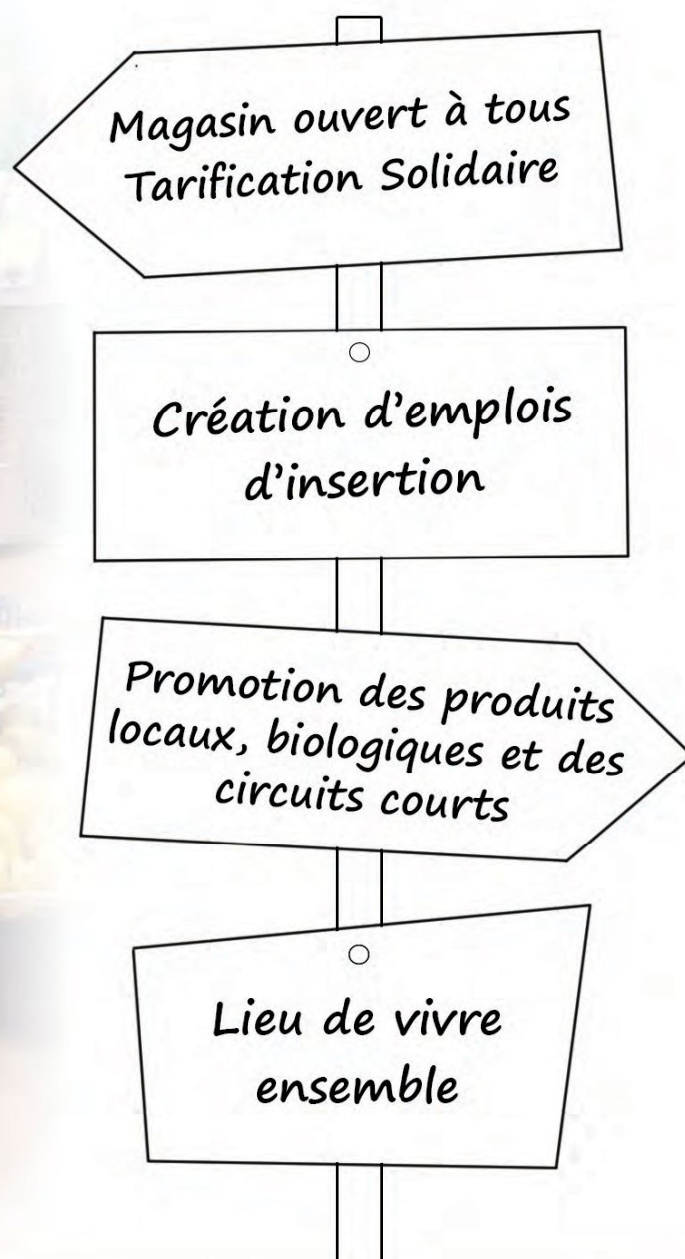 Magasin ouvert à tous
Tarification Solidaire
Création d'emplois
d'insertion
Promotion des produits
locaux, biologiques et des
circuits courts
Lieu de vivre
ensemble